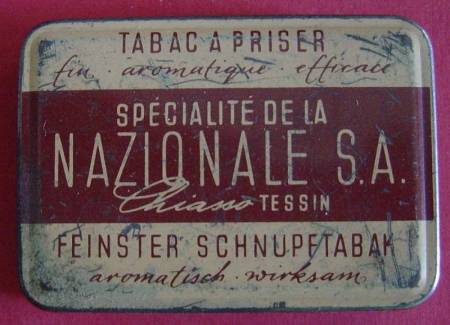 TABAC A PRISER
fin · aromatique · efficace
SPÉCIALITÉ DE LA
NAZIONALE S.A.
Chiasso TESSIN
FEINSTER SCHNUPFTABAK
aromatisch · wirksam